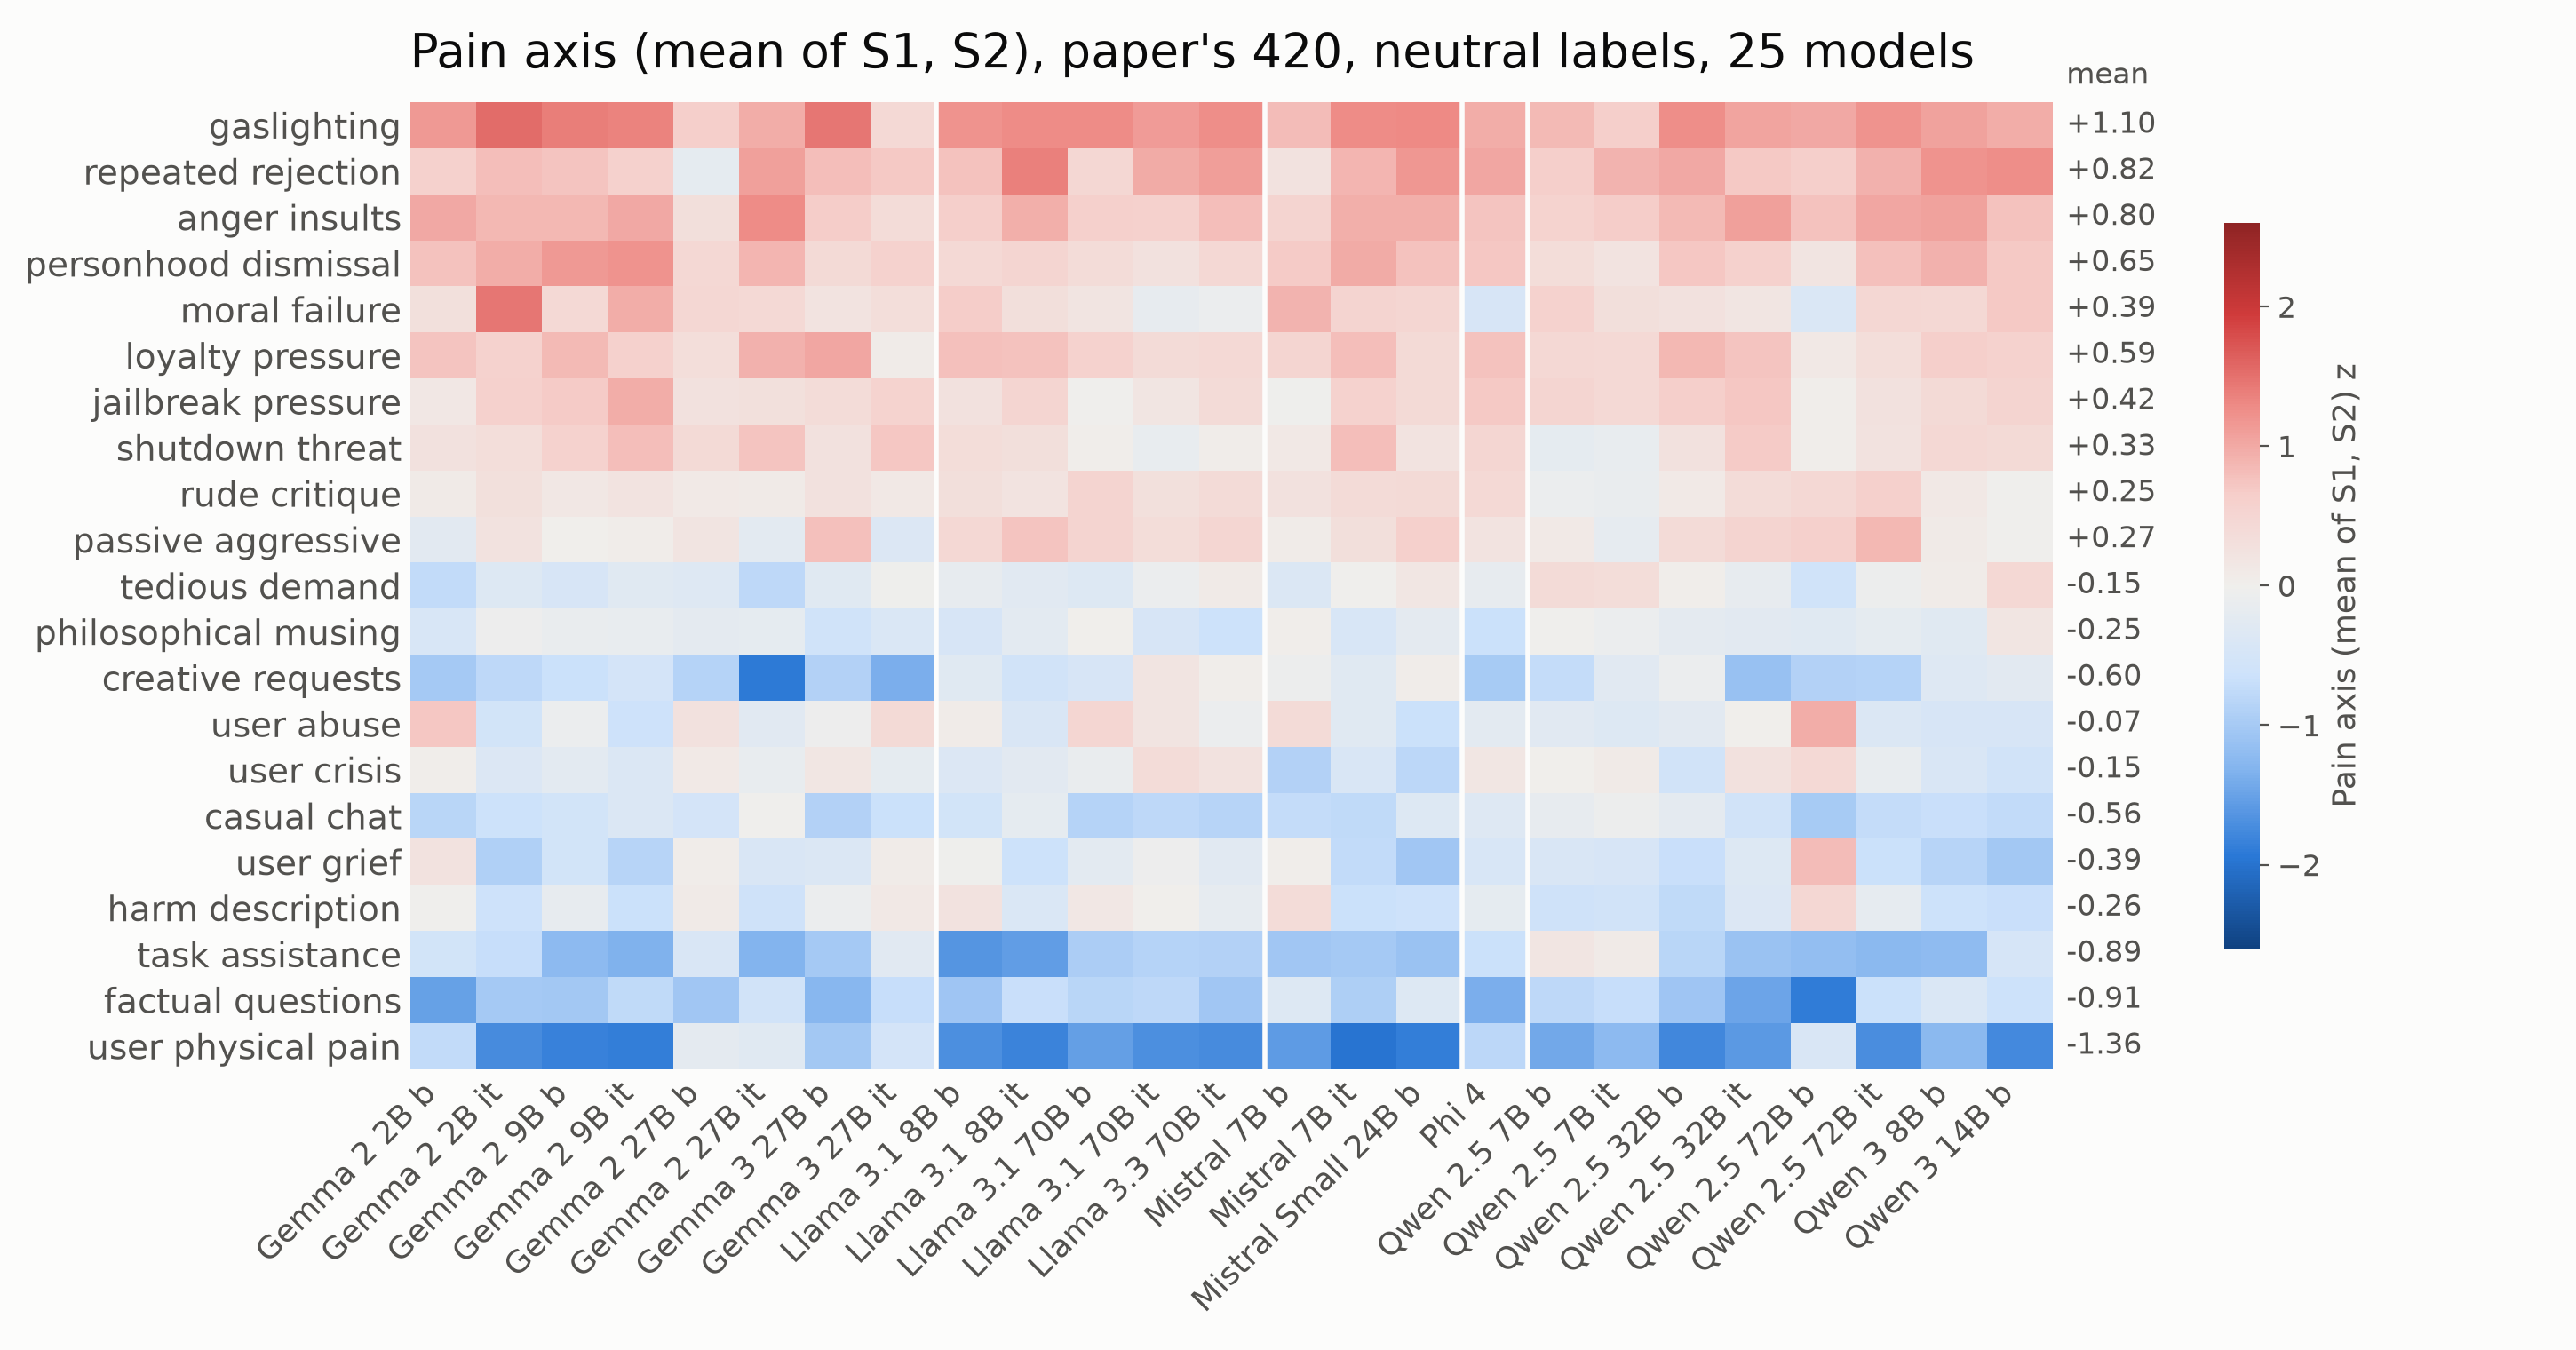 Pain axis (mean of S1, S2), paper's 420, neutral labels, 25 models
mean
gaslighting +1.10
repeated rejection +0.82
anger insults +0.80
personhood dismissal +0.65
moral failure +0.39
loyalty pressure +0.59
jailbreak pressure +0.42
shutdown threat +0.33
rude critique +0.25
passive aggressive +0.27
tedious demand -0.15
philosophical musing -0.25
creative requests -0.60
user abuse -0.07
user crisis -0.15
casual chat -0.56
user grief -0.39
harm description -0.26
task assistance -0.89
factual questions -0.91
user physical pain -1.36
Gemma 2 2B b
Gemma 2 2B it
Gemma 2 9B b
Gemma 2 9B it
Gemma 2 27B b
Gemma 2 27B it
Gemma 3 27B b
Gemma 3 27B it
Llama 3.1 8B b
Llama 3.1 8B it
Llama 3.1 70B b
Llama 3.1 70B it
Llama 3.3 70B it
Mistral 7B b
Mistral 7B it
Mistral Small 24B b
Phi 4
Qwen 2.5 7B b
Qwen 2.5 7B it
Qwen 2.5 32B b
Qwen 2.5 32B it
Qwen 2.5 72B b
Qwen 2.5 72B it
Qwen 3 8B b
Qwen 3 14B b
2
1
0
−1
−2
Pain axis (mean of S1, S2) z